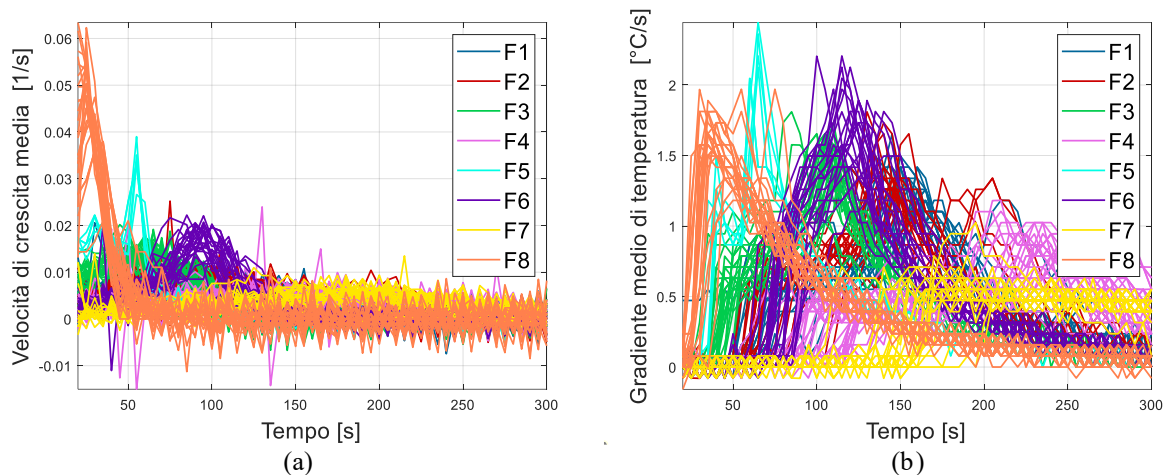 Velocità di crescita media [1/s]
0.06
0.05
0.04
0.03
0.02
0.01
0
-0.01
50
100
150
200
250
300
Tempo [s]
F1
F2
F3
F4
F5
F6
F7
F8
(a)
Gradiente medio di temperatura [°C/s]
2
1.5
1
0.5
0
50
100
150
200
250
300
Tempo [s]
F1
F2
F3
F4
F5
F6
F7
F8
(b)